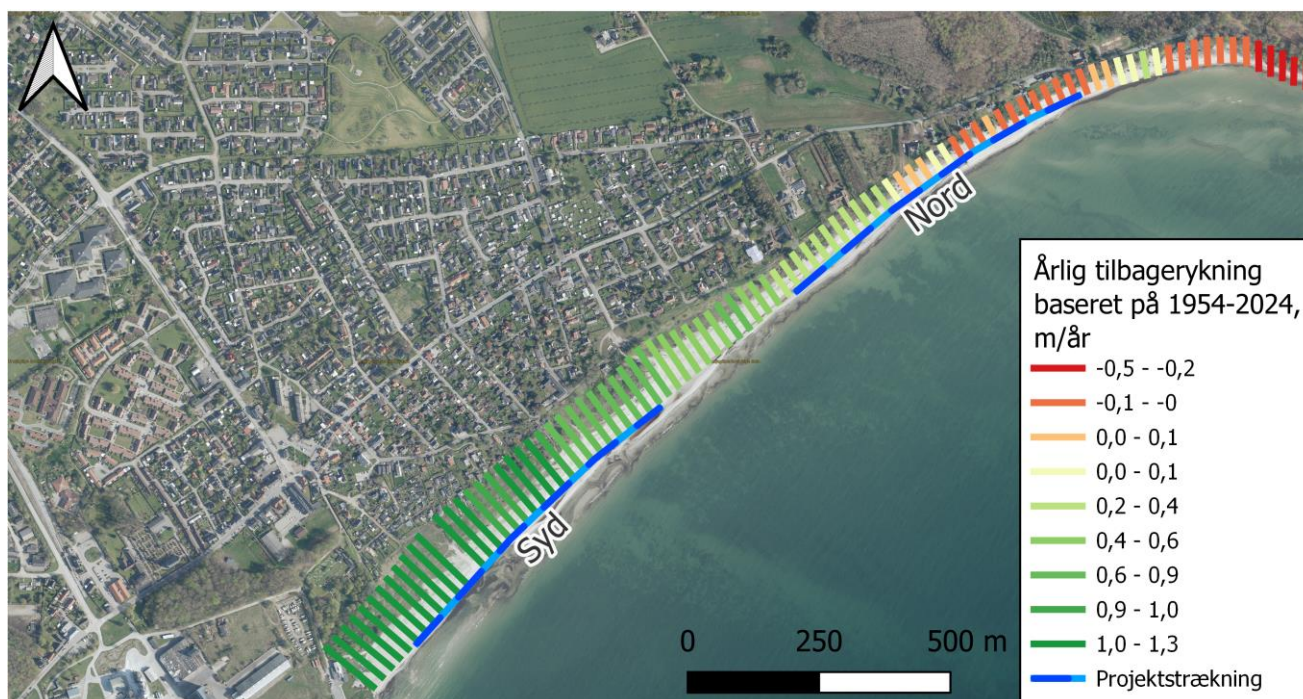 Nord
Syd
Årlig tilbagerykning
baseret på 1954-2024,
m/år
-0,5 - -0,2
-0,1 - -0
0,0 - 0,1
0,0 - 0,1
0,2 - 0,4
0,4 - 0,6
0,6 - 0,9
0,9 - 1,0
1,0 - 1,3
Projektstrækning
0 250 500 m